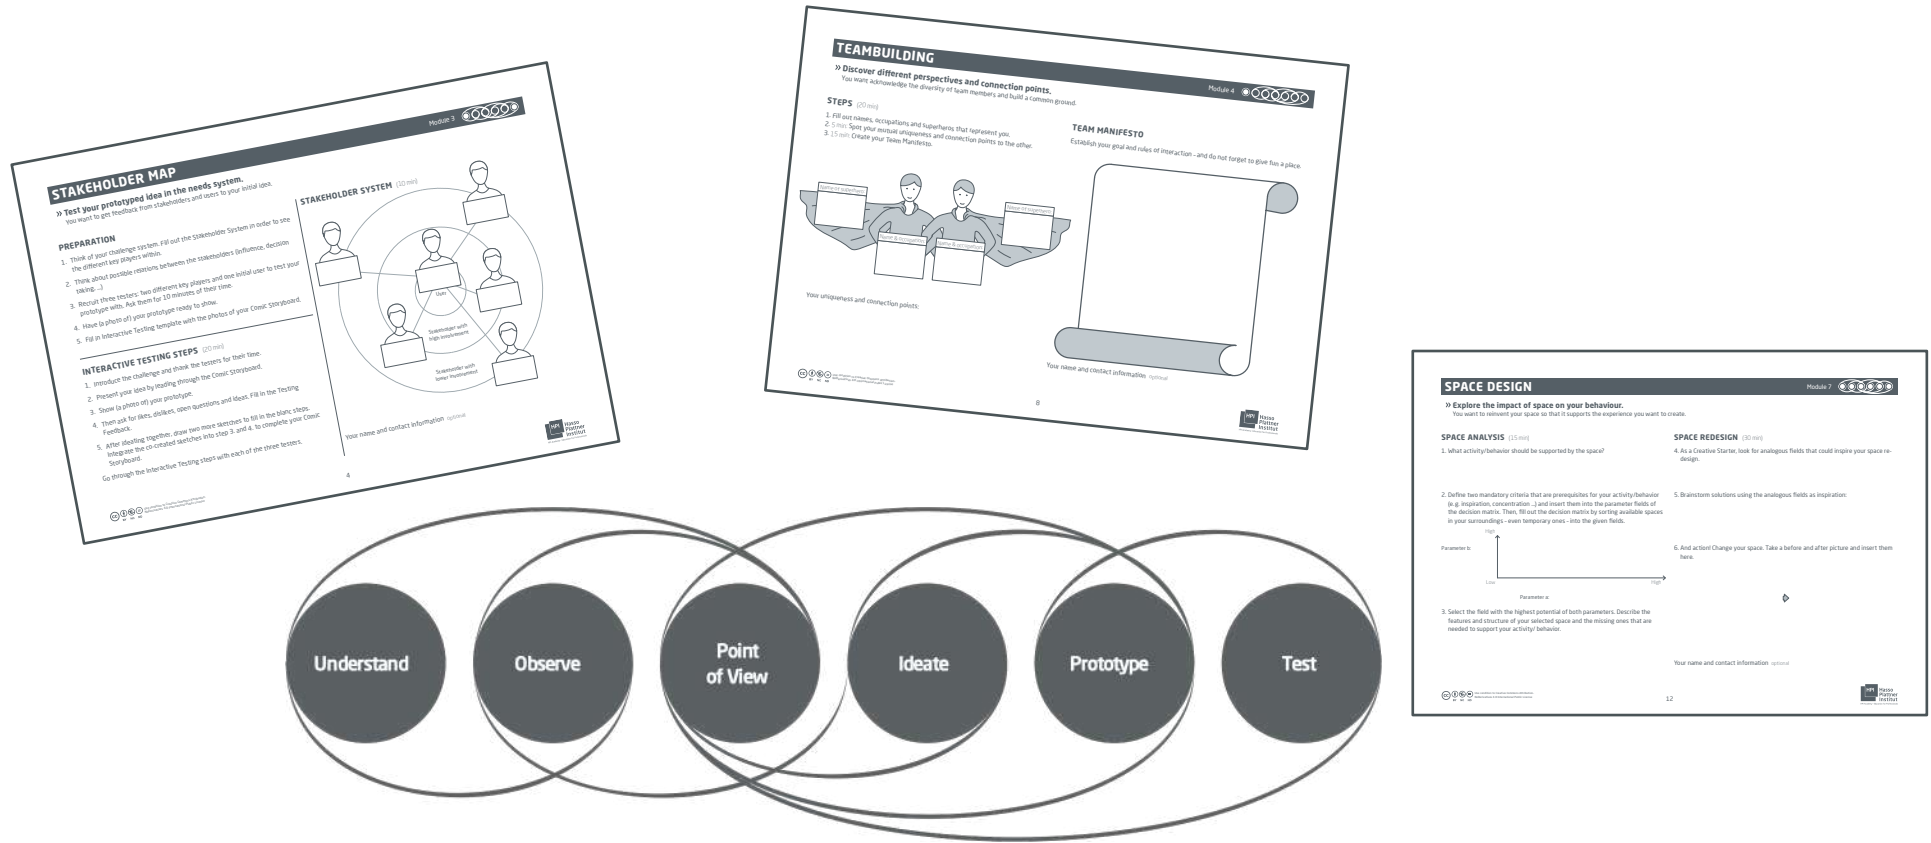 STAKEHOLDER MAP
Module 3
» Test your prototyped idea in the needs system.
You want to get feedback from stakeholders and users to your initial idea.
PREPARATION
1. Think of your challenge system. Fill out the Stakeholder System in order to see
the different key players within.
2. Think about possible relations between the stakeholders (influence, decision
taking,...)
3. Recruit three testers: two different key players and one initial user to test your
prototype with. Ask them for 10 minutes of their time.
4. Have (a photo of) your prototype ready to show.
5. Fill in Interactive Testing template with the photos of your Comic Storyboard.
INTERACTIVE TESTING STEPS (20 min)
1. Introduce the challenge and thank the testers for their time.
2. Present your idea by leading through the Comic Storyboard.
3. Show (a photo of) your prototype.
4. Then ask for likes, dislikes, open questions and ideas. Fill in the Testing
Feedback.
5. After ideating together, draw two more sketches to fill in the blanc steps.
Integrate the co-created sketches into step 3. and 4. to complete your Comic
Storyboard.
Go through the Interactive Testing steps with each of the three testers.
STAKEHOLDER SYSTEM (10 min)
User
Stakeholder with
high involvement
Stakeholder with
lower involvement
Your name and contact information optional
4
HPI Hasso
Plattner
Institut
TEAMBUILDING
Module 4
» Discover different perspectives and connection points.
You want acknowledge the diversity of team members and build a common ground.
STEPS (20 min)
1. Fill out names, occupations and superheros that represent you.
2. 5 min: Spot your mutual uniqueness and connection points to the other.
3. 15 min: Create your Team Manifesto.
Name of superhero
Name & occupation
Name & occupation
Name of superhero
Your uniqueness and connection points:
TEAM MANIFESTO
Establish your goal and rules of interaction - and do not forget to give fun a place.
Your name and contact information optional
8
HPI Hasso
Plattner
Institut
SPACE DESIGN
Module 7
» Explore the impact of space on your behaviour.
You want to reinvent your space so that it supports the experience you want to create.
SPACE ANALYSIS (15 min)
1. What activity/behavior should be supported by the space?
2. Define two mandatory criteria that are prerequisites for your activity/behavior
(e.g. inspiration, concentration ...) and insert them into the parameter fields of
the decision matrix. Then, fill out the decision matrix by sorting available spaces
in your surroundings - even temporary ones - into the given fields.
High
Parameter b:
Low
High
Parameter a:
3. Select the field with the highest potential of both parameters. Describe the
features and structure of your selected space and the missing ones that are
needed to support your activity/ behavior.
SPACE REDESIGN (30 min)
4. As a Creative Starter, look for analogous fields that could inspire your space re-
design.
5. Brainstorm solutions using the analogous fields as inspiration:
6. And action! Change your space. Take a before and after picture and insert them
here.
Your name and contact information optional
12
HPI Hasso
Plattner
Institut
Understand
Observe
Point
of View
Ideate
Prototype
Test